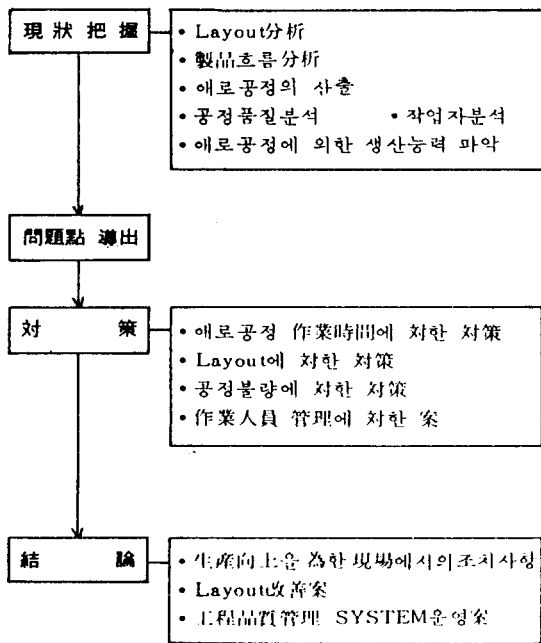 現狀把握
• Layout分析
• 製品흐름分析
• 애로공정의 산출
• 공정품질분석 • 작업자분석
• 애로공정에 의한 생산능력 파악
問題點 導出
対策
• 애로공정 作業時間에 対한 対策
• Layout에 対한 対策
• 공정불량에 対한 対策
• 作業人員 管理에 対한 案
結論
• 生産向上을 為한 現場에서의 조치사항
• Layout改善案
• 工程品質管理 SYSTEM운영案